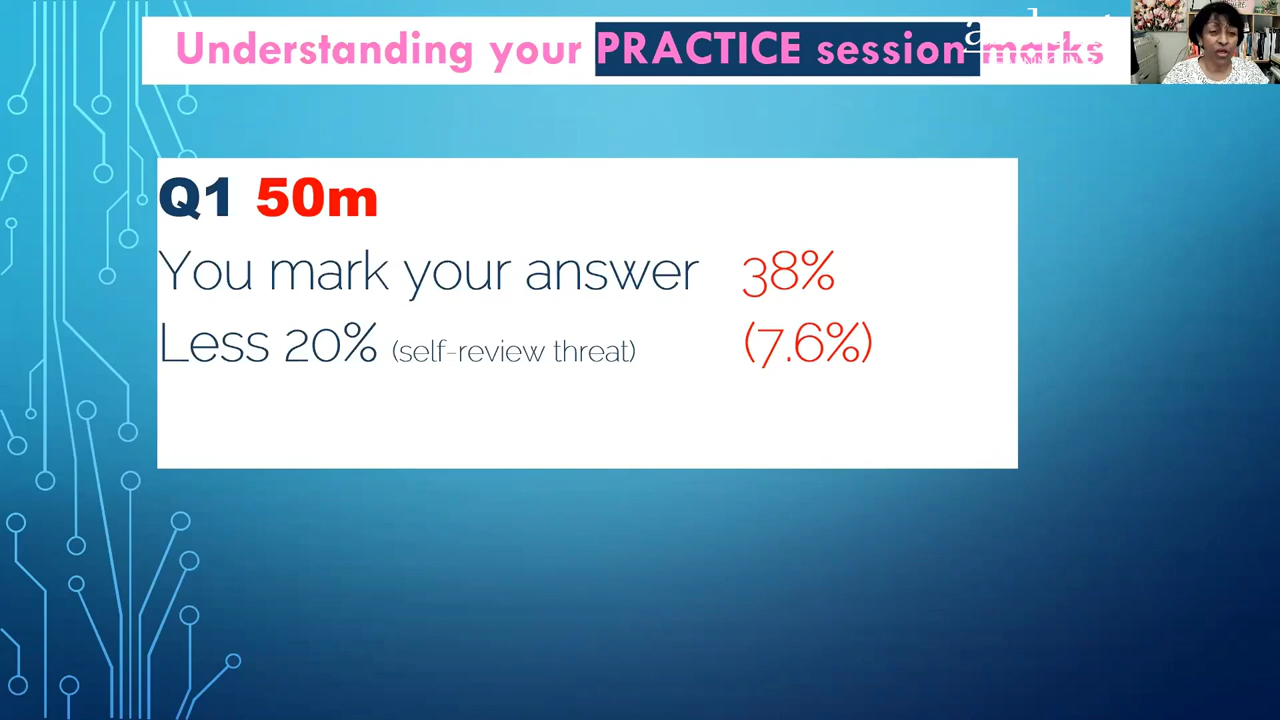 Understanding your PRACTICE session marks
Q1 50m
You mark your answer 38%
Less 20% (self-review threat) (7.6%)